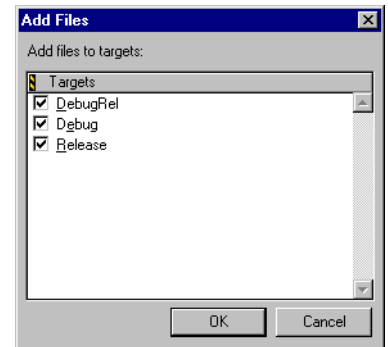 Add Files
Add files to targets:
Targets
DebugRel
Debug
Release
OK
Cancel